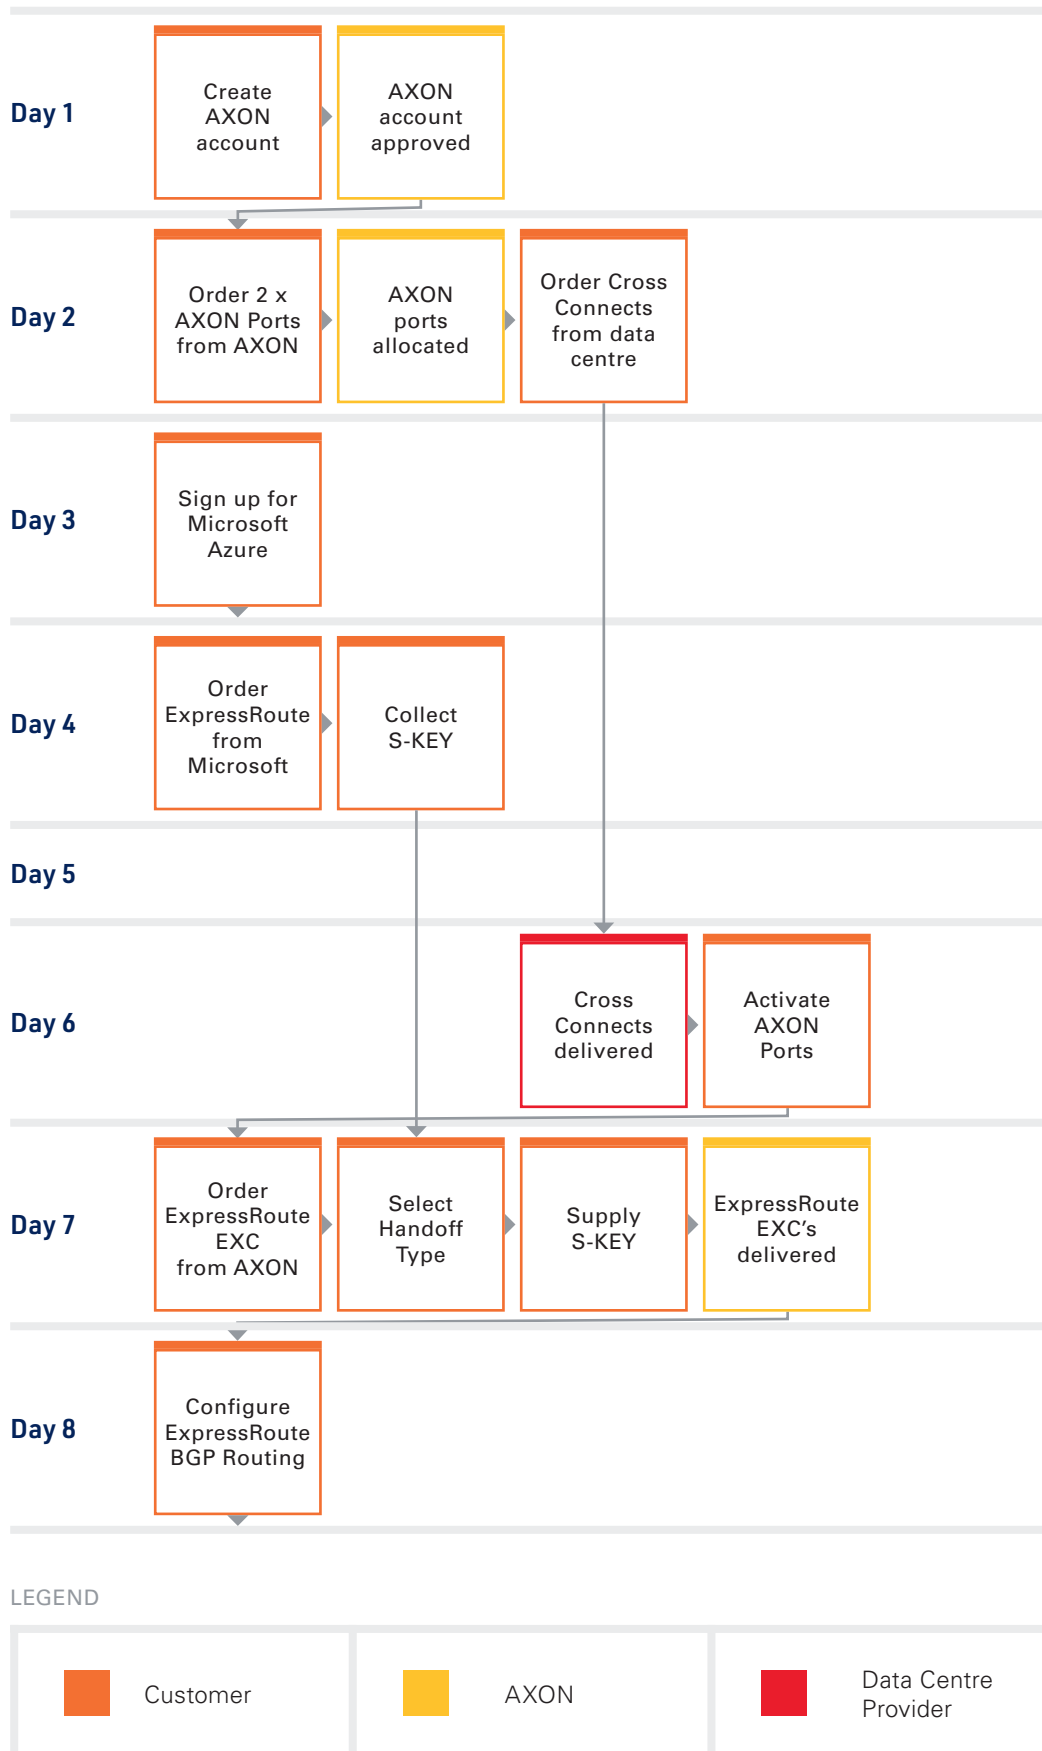 Day 1
Create
AXON
account
AXON
account
approved
Day 2
Order 2 x
AXON Ports
from AXON
AXON
ports
allocated
Order Cross
Connects
from data
centre
Day 3
Sign up for
Microsoft
Azure
Day 4
Order
ExpressRoute
from
Microsoft
Collect
S-KEY
Day 5
Day 6
Cross
Connects
delivered
Activate
AXON
Ports
Day 7
Order
ExpressRoute
EXC
from AXON
Select
Handoff
Type
Supply
S-KEY
ExpressRoute
EXC’s
delivered
Day 8
Configure
ExpressRoute
BGP Routing
LEGEND
Customer
AXON
Data Centre
Provider